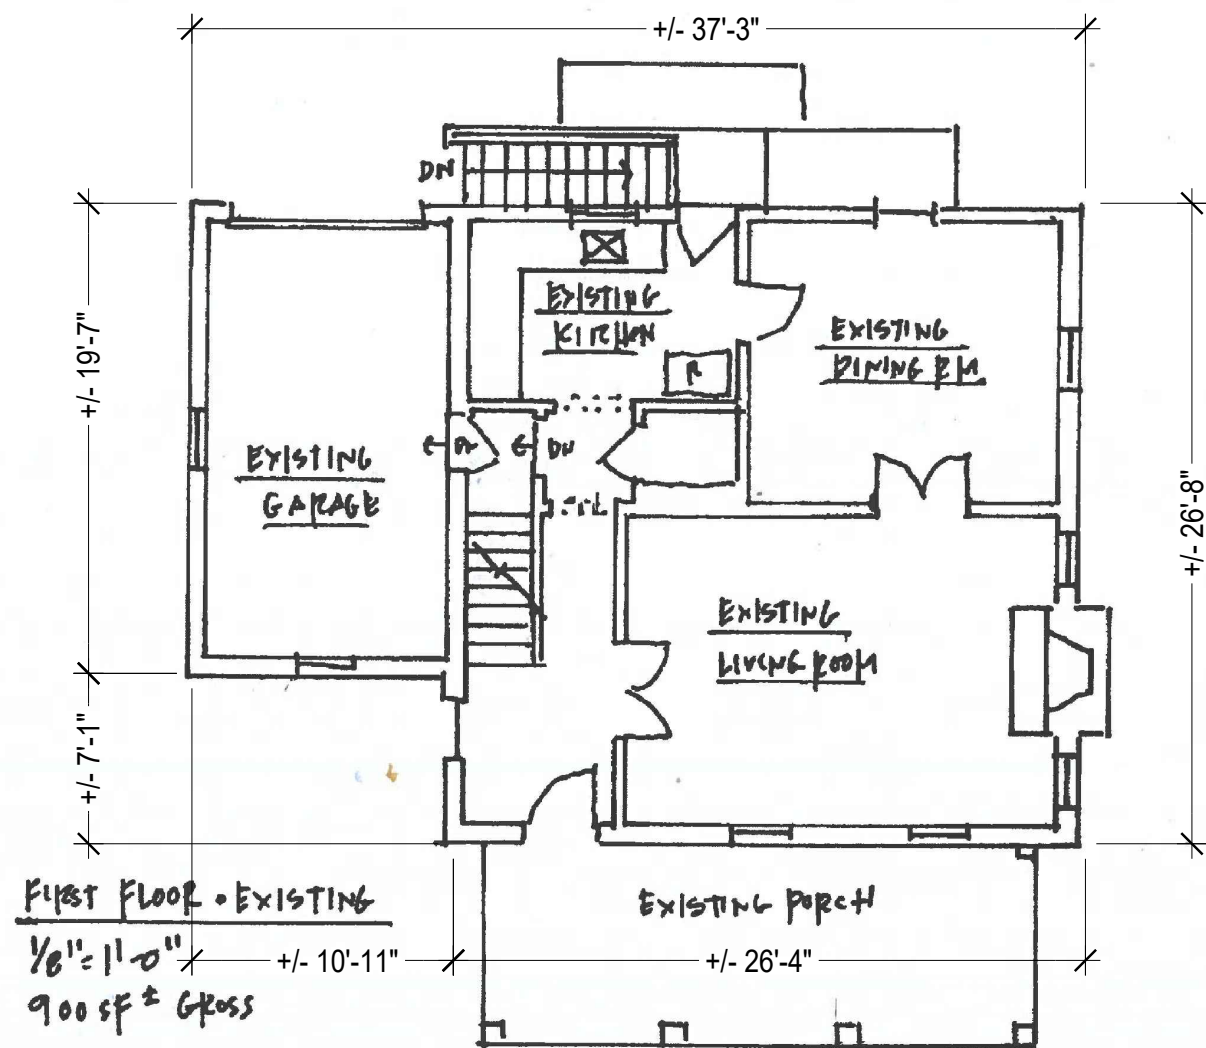 +/- 37'-3"
DN
+/- 19'-7"
EXISTING
KITCHEN
EXISTING
DINING RM
R
DN
EXISTING
GARAGE
+/- 26'-8"
EXISTING
LIVING ROOM
+/- 7'-1"
FIRST FLOOR • EXISTING
1/8" = 1'-0"
900 SF ± GROSS
EXISTING PORCH
+/- 10'-11"
+/- 26'-4"